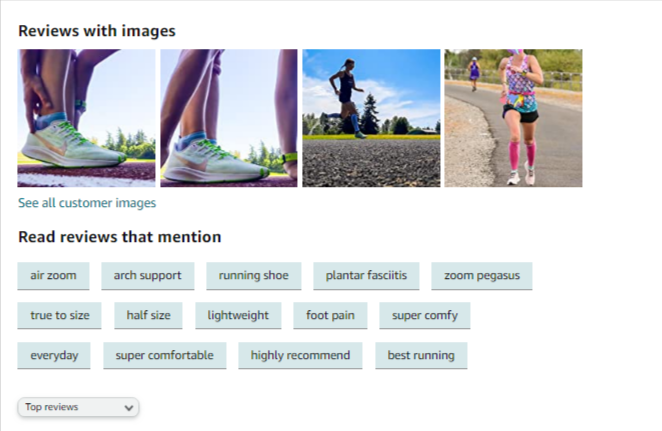 Reviews with images
See all customer images
Read reviews that mention
air zoom arch support running shoe plantar fasciitis zoom pegasus
true to size half size lightweight foot pain super comfy
everyday super comfortable highly recommend best running
Top reviews